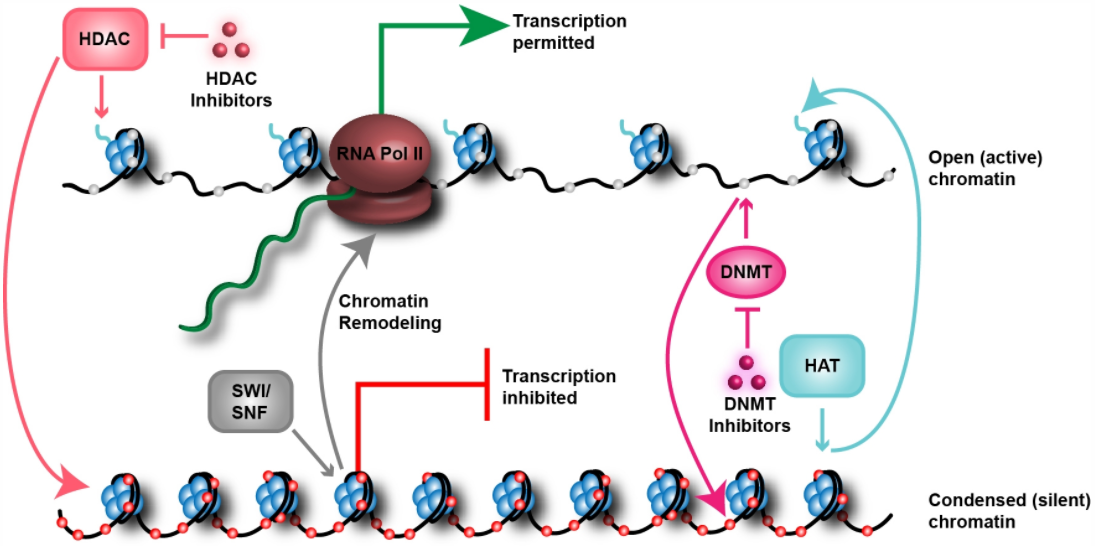 HDAC
HDAC
Inhibitors
Transcription
permitted
RNA Pol II
Open (active)
chromatin
DNMT
Chromatin
Remodeling
HAT
SWI/
SNF
Transcription
inhibited
DNMT
Inhibitors
Condensed (silent)
chromatin